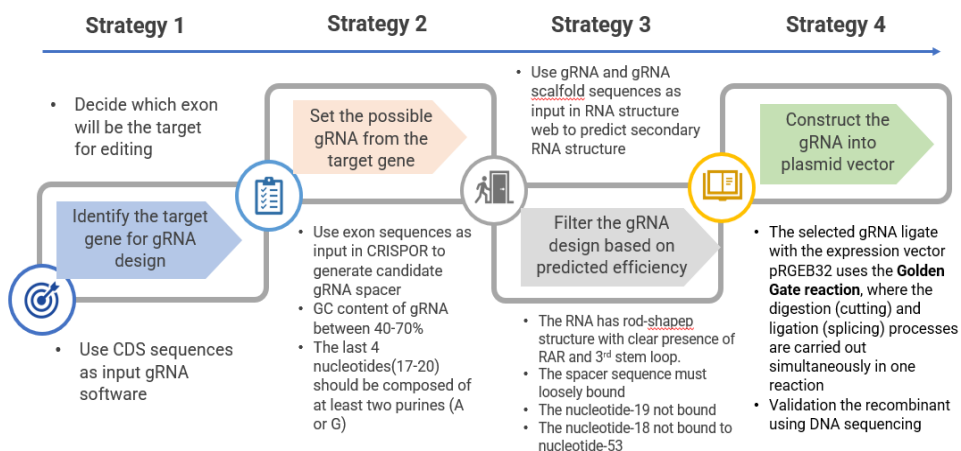 Strategy 1
Strategy 2
Strategy 3
Strategy 4
• Decide which exon
will be the target
for editing
Identify the target
gene for gRNA
design
• Use CDS sequences
as input gRNA
software
Set the possible
gRNA from the
target gene
• Use exon sequences as
input in CRISPOR to
generate candidate
gRNA spacer
• GC content of gRNA
between 40-70%
• The last 4
nucleotides(17-20)
should be composed of
at least two purines (A
or G)
• Use gRNA and gRNA
scalfold sequences as
input in RNA structure
web to predict secondary
RNA structure
Filter the gRNA
design based on
predicted efficiency
• The RNA has rod-shapep
structure with clear presence of
RAR and 3rd stem loop.
• The spacer sequence must
loosely bound
• The nucleotide-19 not bound
• The nucleotide-18 not bound to
nucleotide-53
Construct the
gRNA into
plasmid vector
• The selected gRNA ligate
with the expression vector
pRGEB32 uses the Golden
Gate reaction, where the
digestion (cutting) and
ligation (splicing) processes
are carried out
simultaneously in one
reaction
• Validation the recombinant
using DNA sequencing